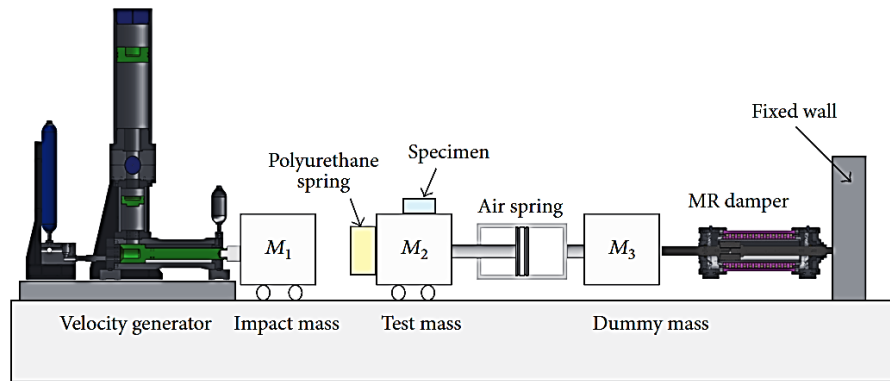 Fixed wall
Polyurethane
spring
Specimen
Air spring
MR damper
M1
M2
M3
Velocity generator
Impact mass
Test mass
Dummy mass